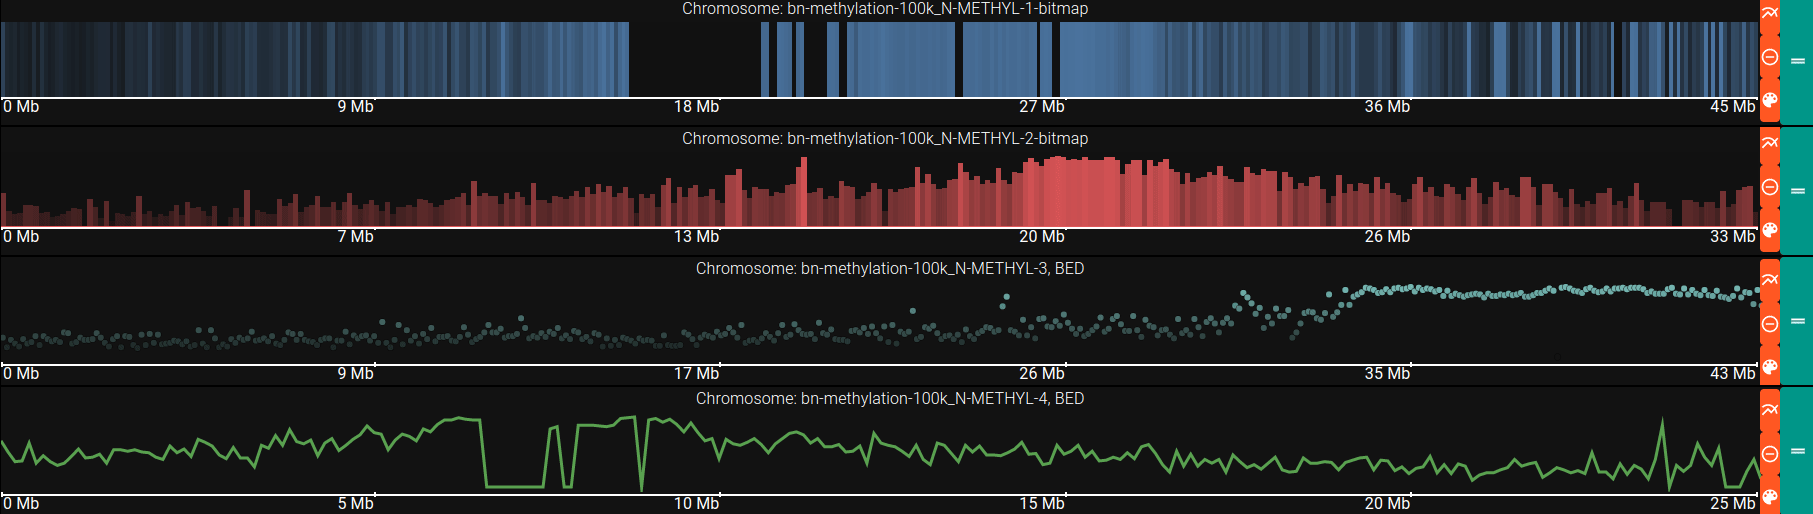 Chromosome: bn-methylation-100k_N-METHYL-1-bitmap
0 Mb 9 Mb 18 Mb 27 Mb 36 Mb 45 Mb
Chromosome: bn-methylation-100k_N-METHYL-2-bitmap
0 Mb 7 Mb 13 Mb 20 Mb 26 Mb 33 Mb
Chromosome: bn-methylation-100k_N-METHYL-3, BED
0 Mb 9 Mb 17 Mb 26 Mb 35 Mb 43 Mb
Chromosome: bn-methylation-100k_N-METHYL-4, BED
0 Mb 5 Mb 10 Mb 15 Mb 20 Mb 25 Mb